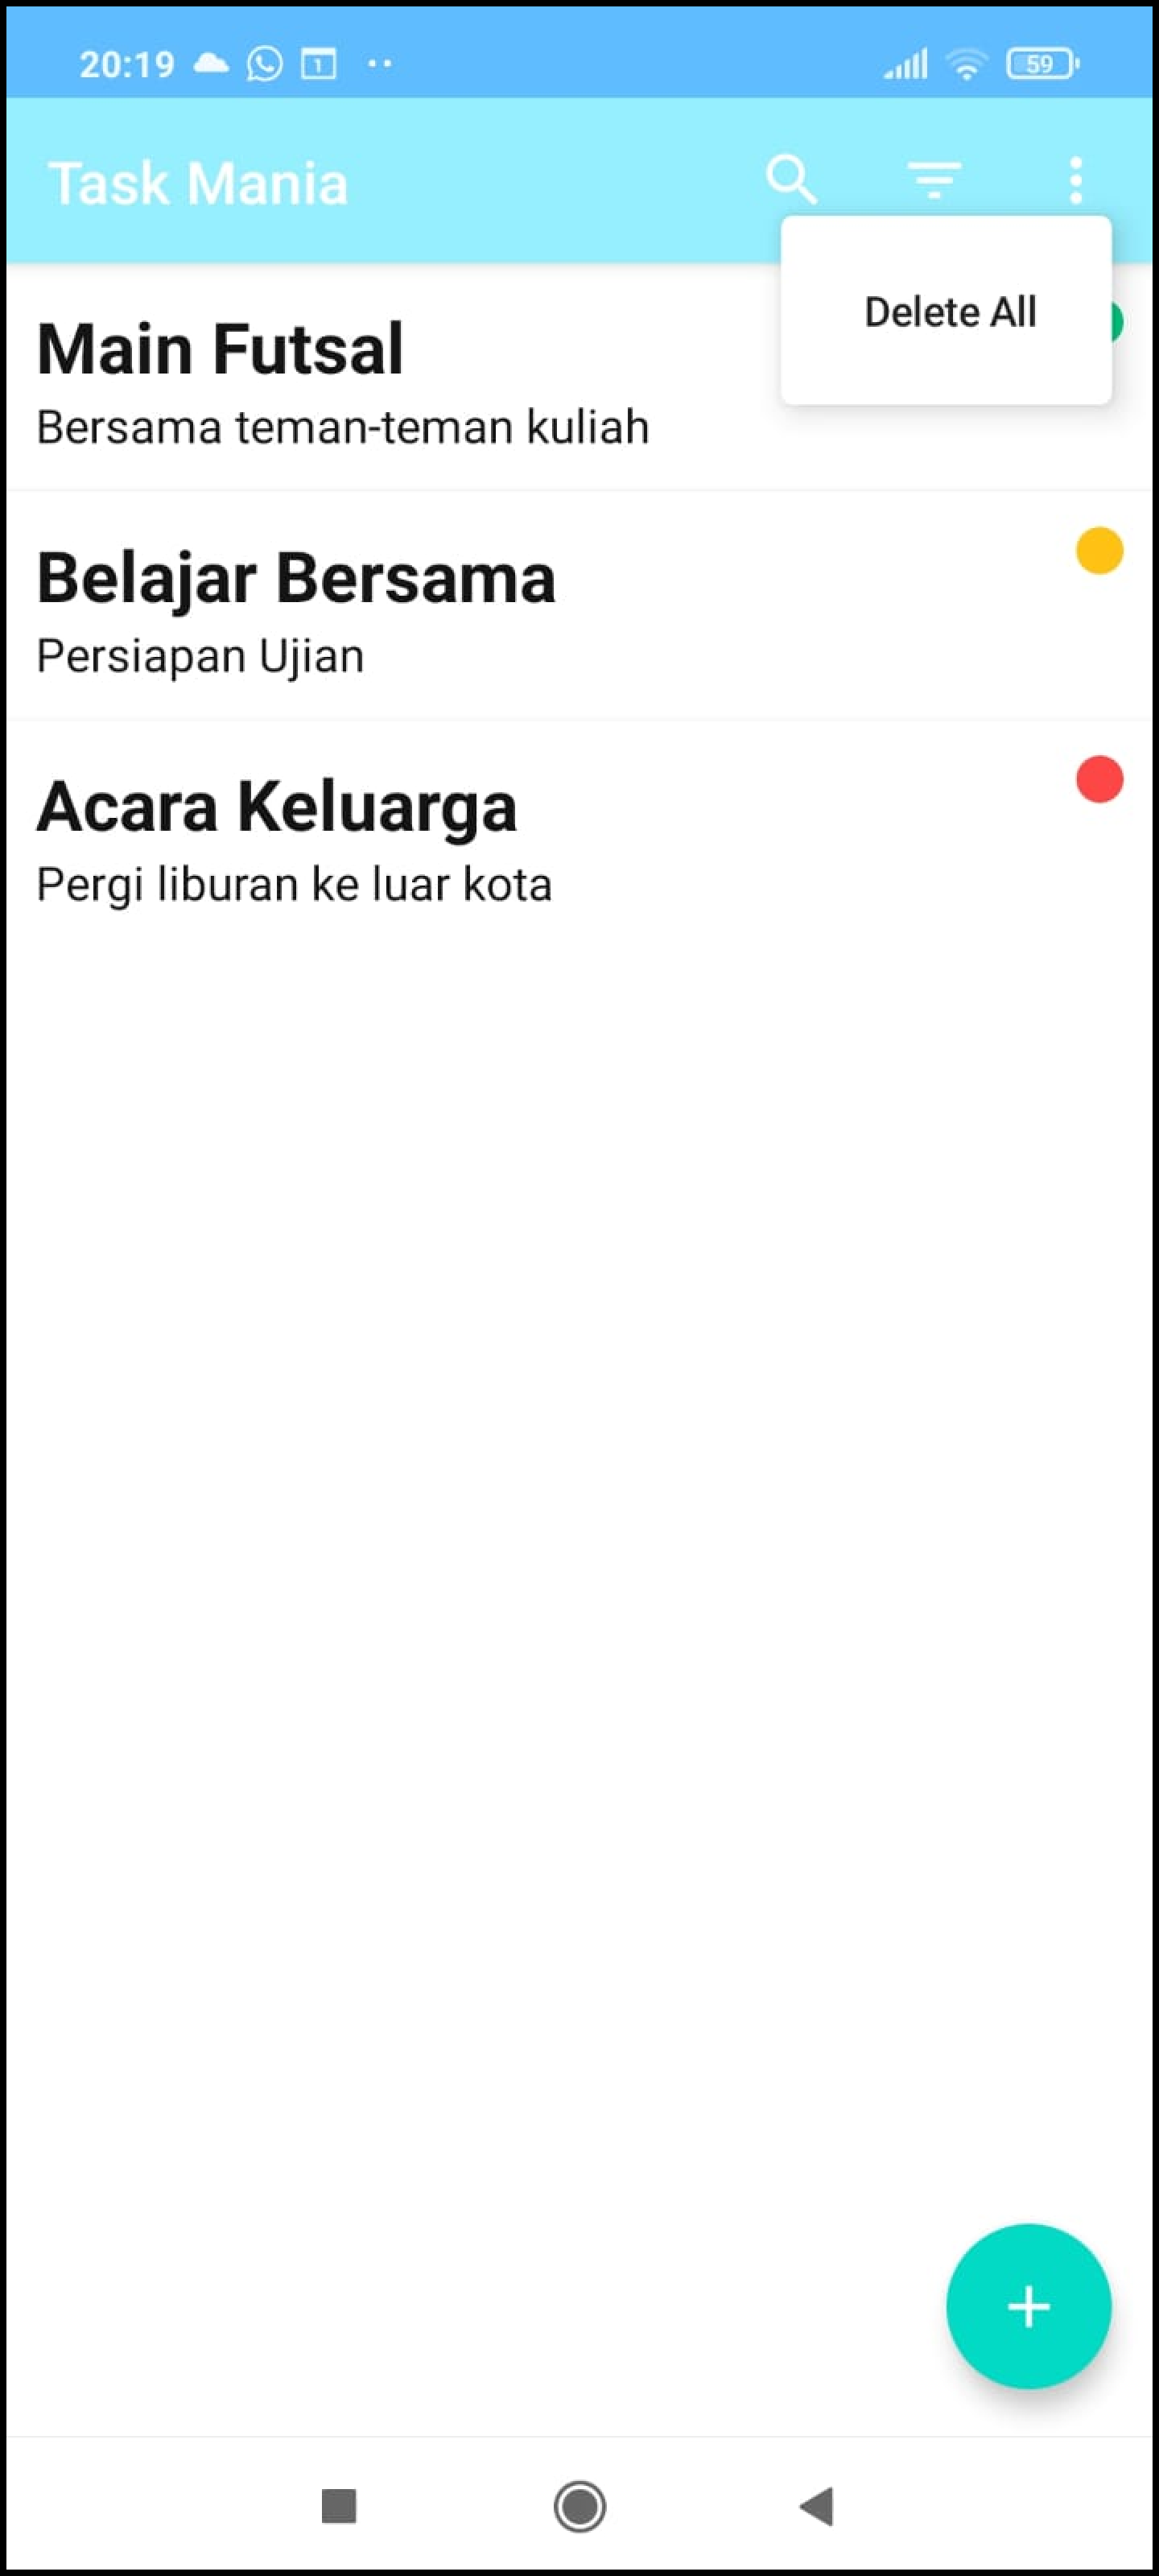 20:19
1
59
Task Mania
Delete All
Main Futsal
Bersama teman-teman kuliah
Belajar Bersama
Persiapan Ujian
Acara Keluarga
Pergi liburan ke luar kota
+